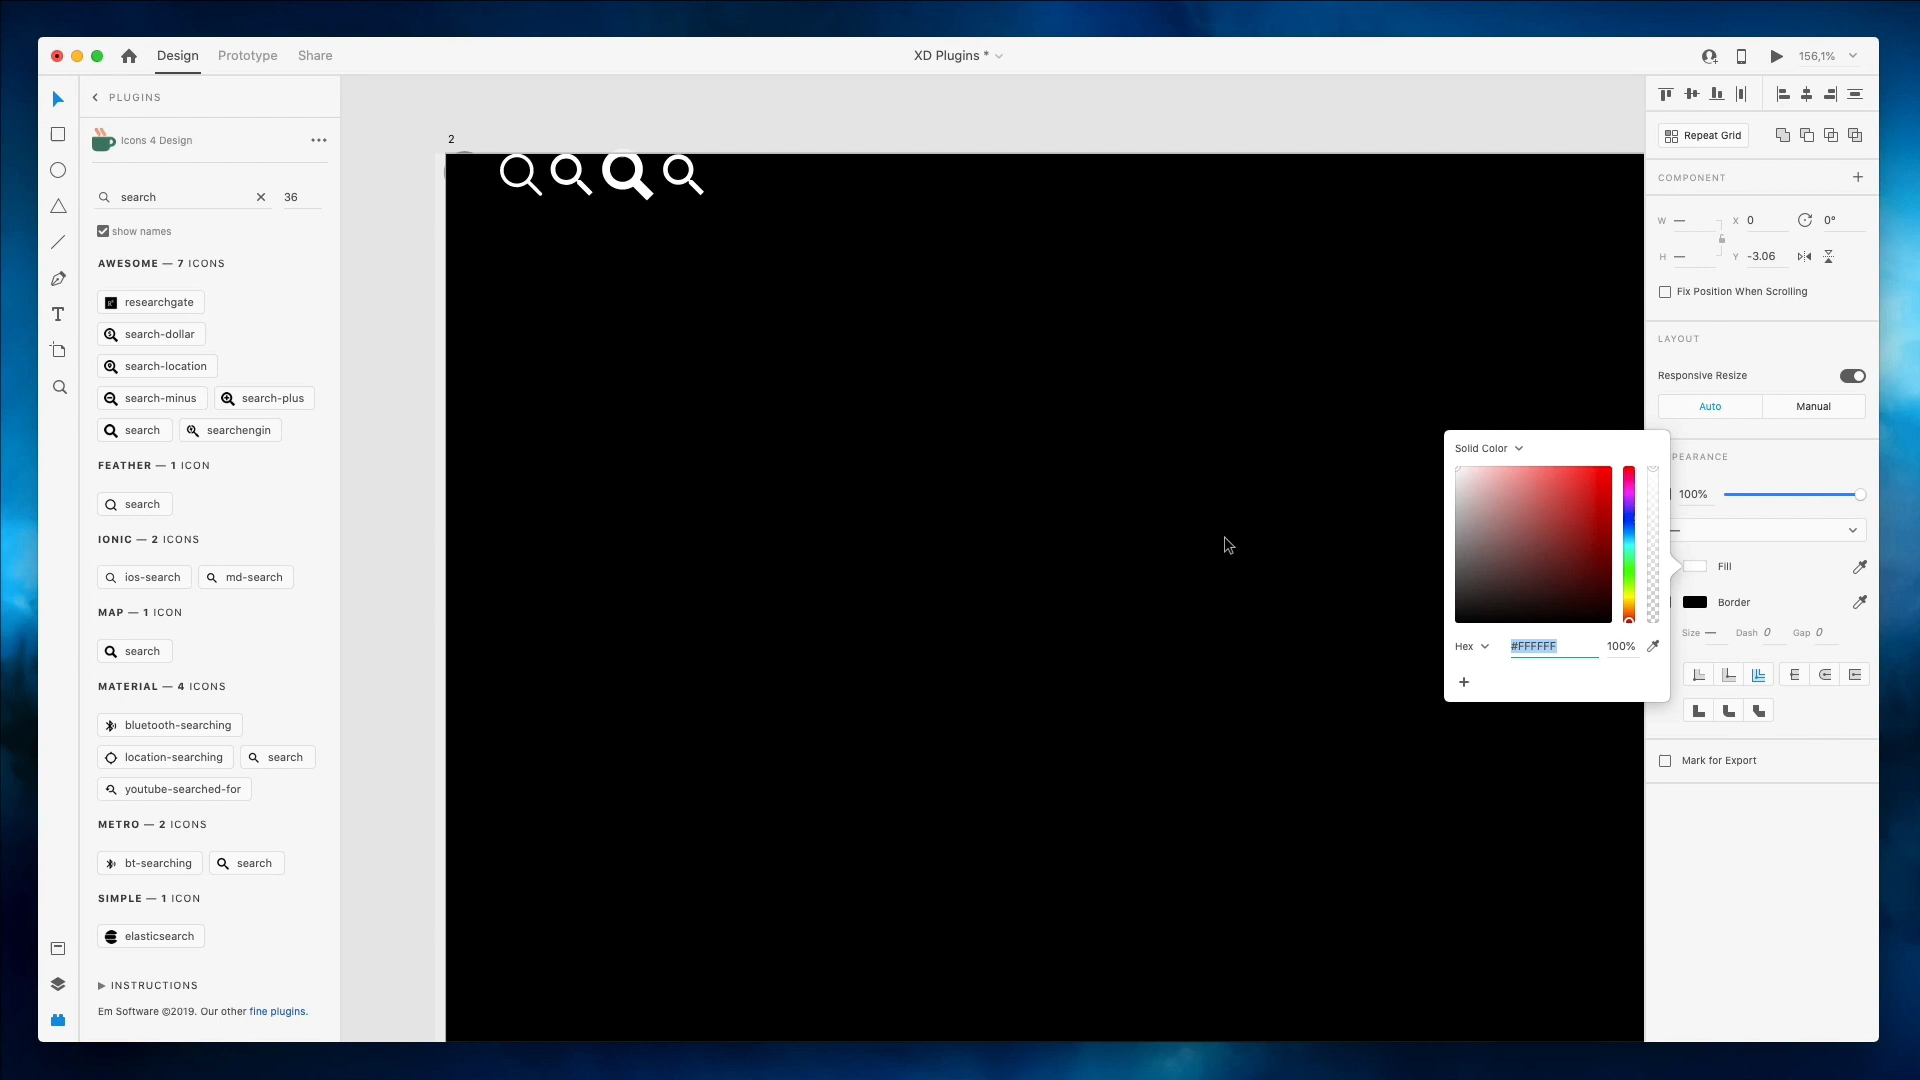 Design
Prototype
Share
XD Plugins *
156,1%
PLUGINS
Icons 4 Design
search
36
show names
AWESOME — 7 ICONS
researchgate
search-dollar
search-location
search-minus
search-plus
search
searchengin
FEATHER — 1 ICON
search
IONIC — 2 ICONS
ios-search
md-search
MAP — 1 ICON
search
MATERIAL — 4 ICONS
bluetooth-searching
location-searching
search
youtube-searched-for
METRO — 2 ICONS
bt-searching
search
SIMPLE — 1 ICON
elasticsearch
INSTRUCTIONS
Em Software ©2019. Our other fine plugins.
2
Solid Color
Hex
#FFFFFF
100%
Repeat Grid
COMPONENT
W —
X 0
0°
H —
Y -3.06
Fix Position When Scrolling
LAYOUT
Responsive Resize
Auto
Manual
PEARANCE
100%
—
Fill
Border
Size —
Dash 0
Gap 0
Mark for Export